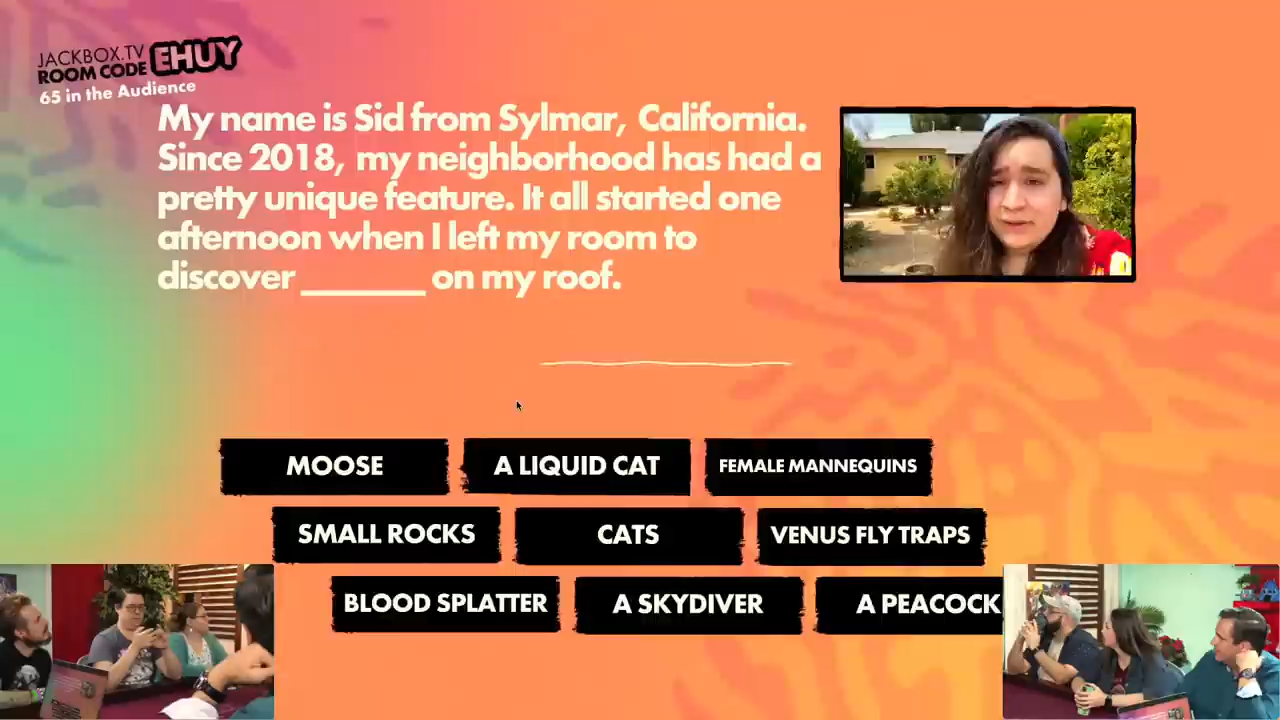 JACKBOX.TV
ROOM CODE EHUY
65 in the Audience
My name is Sid from Sylmar, California.
Since 2018, my neighborhood has had a
pretty unique feature. It all started one
afternoon when I left my room to
discover ________ on my roof.
MOOSE
A LIQUID CAT
FEMALE MANNEQUINS
SMALL ROCKS
CATS
VENUS FLY TRAPS
BLOOD SPLATTER
A SKYDIVER
A PEACOCK